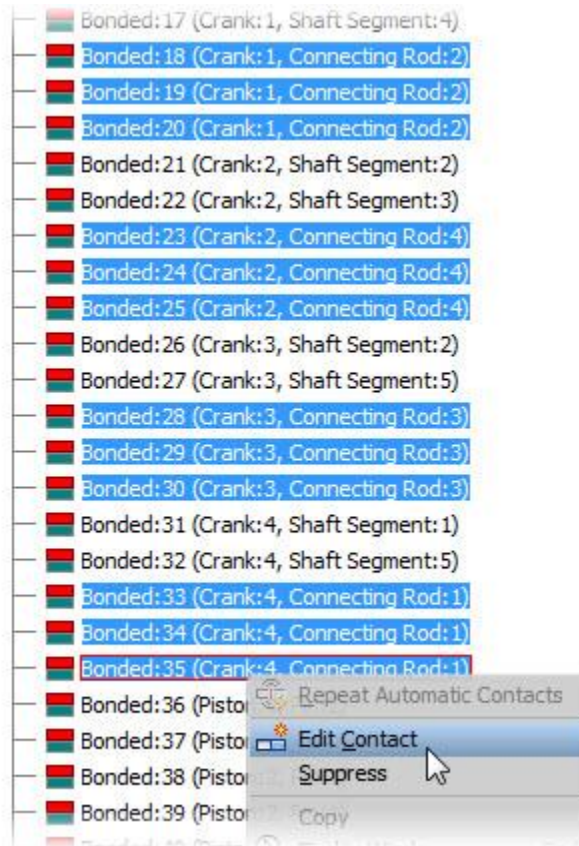 Bonded:17 (Crank:1, Shaft Segment:4)
Bonded:18 (Crank:1, Connecting Rod:2)
Bonded:19 (Crank:1, Connecting Rod:2)
Bonded:20 (Crank:1, Connecting Rod:2)
Bonded:21 (Crank:2, Shaft Segment:2)
Bonded:22 (Crank:2, Shaft Segment:3)
Bonded:23 (Crank:2, Connecting Rod:4)
Bonded:24 (Crank:2, Connecting Rod:4)
Bonded:25 (Crank:2, Connecting Rod:4)
Bonded:26 (Crank:3, Shaft Segment:2)
Bonded:27 (Crank:3, Shaft Segment:5)
Bonded:28 (Crank:3, Connecting Rod:3)
Bonded:29 (Crank:3, Connecting Rod:3)
Bonded:30 (Crank:3, Connecting Rod:3)
Bonded:31 (Crank:4, Shaft Segment:1)
Bonded:32 (Crank:4, Shaft Segment:5)
Bonded:33 (Crank:4, Connecting Rod:1)
Bonded:34 (Crank:4, Connecting Rod:1)
Bonded:35 (Crank:4, Connecting Rod:1)
Repeat Automatic Contacts
Bonded:36 (Pisto
Edit Contact
Bonded:37 (Pisto
Suppress
Bonded:38 (Pisto
Bonded:39 (Pisto
Copy